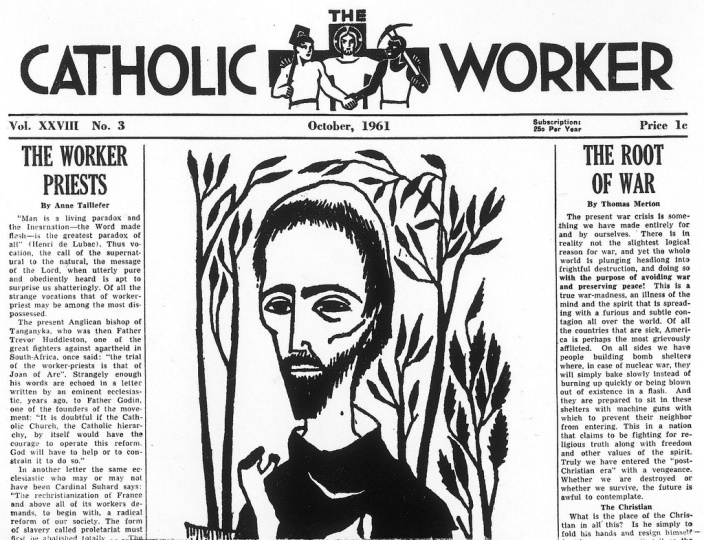 THE
CATHOLIC WORKER
Vol. XXVIII No. 3
October, 1961
Subscription:
25c Per Year
Price 1c
THE WORKER
PRIESTS
By Anne Taillefer
"Man is a living paradox and
the Incarnation—the Word made
flesh—is the greatest paradox of
all" (Henri de Lubac). Thus vo-
cation, the call of the supernat-
ural to the natural, the message
of the Lord, when utterly pure
and obediently heard is apt to
surprise us shatteringly. Of all the
strange vocations that of worker-
priest may be among the most dis-
possessed.
The present Anglican bishop of
Tanganyka, who was then Father
Trevor Huddleston, one of the
great fighters against apartheid in
South-Africa, once said: "the trial
of the worker-priests is that of
Joan of Arc". Strangely enough
his words are echoed in a letter
written by an eminent ecclesias-
tic, years ago, to Father Godin,
one of the founders of the move-
ment: "It is doubtful if the Cath-
olic Church, the Catholic hierar-
chy, by itself would have the
courage to operate this reform.
God will have to help or to con-
strain it to do so."
In another letter the same ec-
clesiastic who may or may not
have been Cardinal Suhard says:
"The rechristianization of France
and above all of its workers de-
mands, to begin with, a radical
reform of our society. The form
of slavery called proletariat must
first be abolished totally
THE ROOT
OF WAR
By Thomas Merton
The present war crisis is some-
thing we have made entirely for
and by ourselves. There is in
reality not the slightest logical
reason for war, and yet the whole
world is plunging headlong into
frightful destruction, and doing so
with the purpose of avoiding war
and preserving peace! This is a
true war-madness, an illness of the
mind and the spirit that is spread-
ing with a furious and subtle con-
tagion all over the world. Of all
the countries that are sick, Ameri-
ca is perhaps the most grievously
afflicted. On all sides we have
people building bomb shelters
where, in case of nuclear war, they
will simply bake slowly instead of
burning up quickly or being blown
out of existence in a flash. And
they are prepared to sit in these
shelters with machine guns with
which to prevent their neighbor
from entering. This in a nation
that claims to be fighting for re-
ligious truth along with freedom
and other values of the spirit.
Truly we have entered the "post-
Christian era" with a vengeance.
Whether we are destroyed or
whether we survive, the future is
awful to contemplate.
The Christian
What is the place of the Chris-
tian in all this? Is he simply to
fold his hands and resign himself